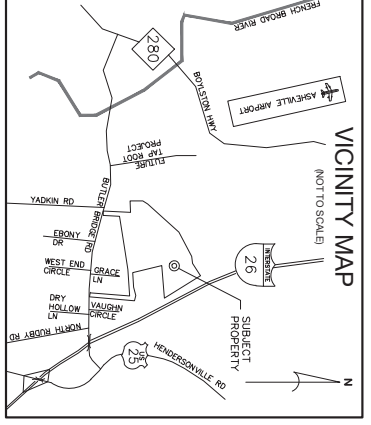 VICINITY MAP
(NOT TO SCALE)
FRENCH BROAD RIVER
280
BOYLSTON HWY
ASHEVILLE AIRPORT
FUTURE
TAP ROOT
PROJECT
BUTLER BRIDGE RD
YADKIN RD
EBONY
DR
WEST END
CIRCLE
GRACE
LN
DRY
HOLLOW
LN
VAUGHN
CIRCLE
NORTH RUGBY RD
INTERSTATE
26
SUBJECT
PROPERTY
US
25
HENDERSONVILLE RD
N